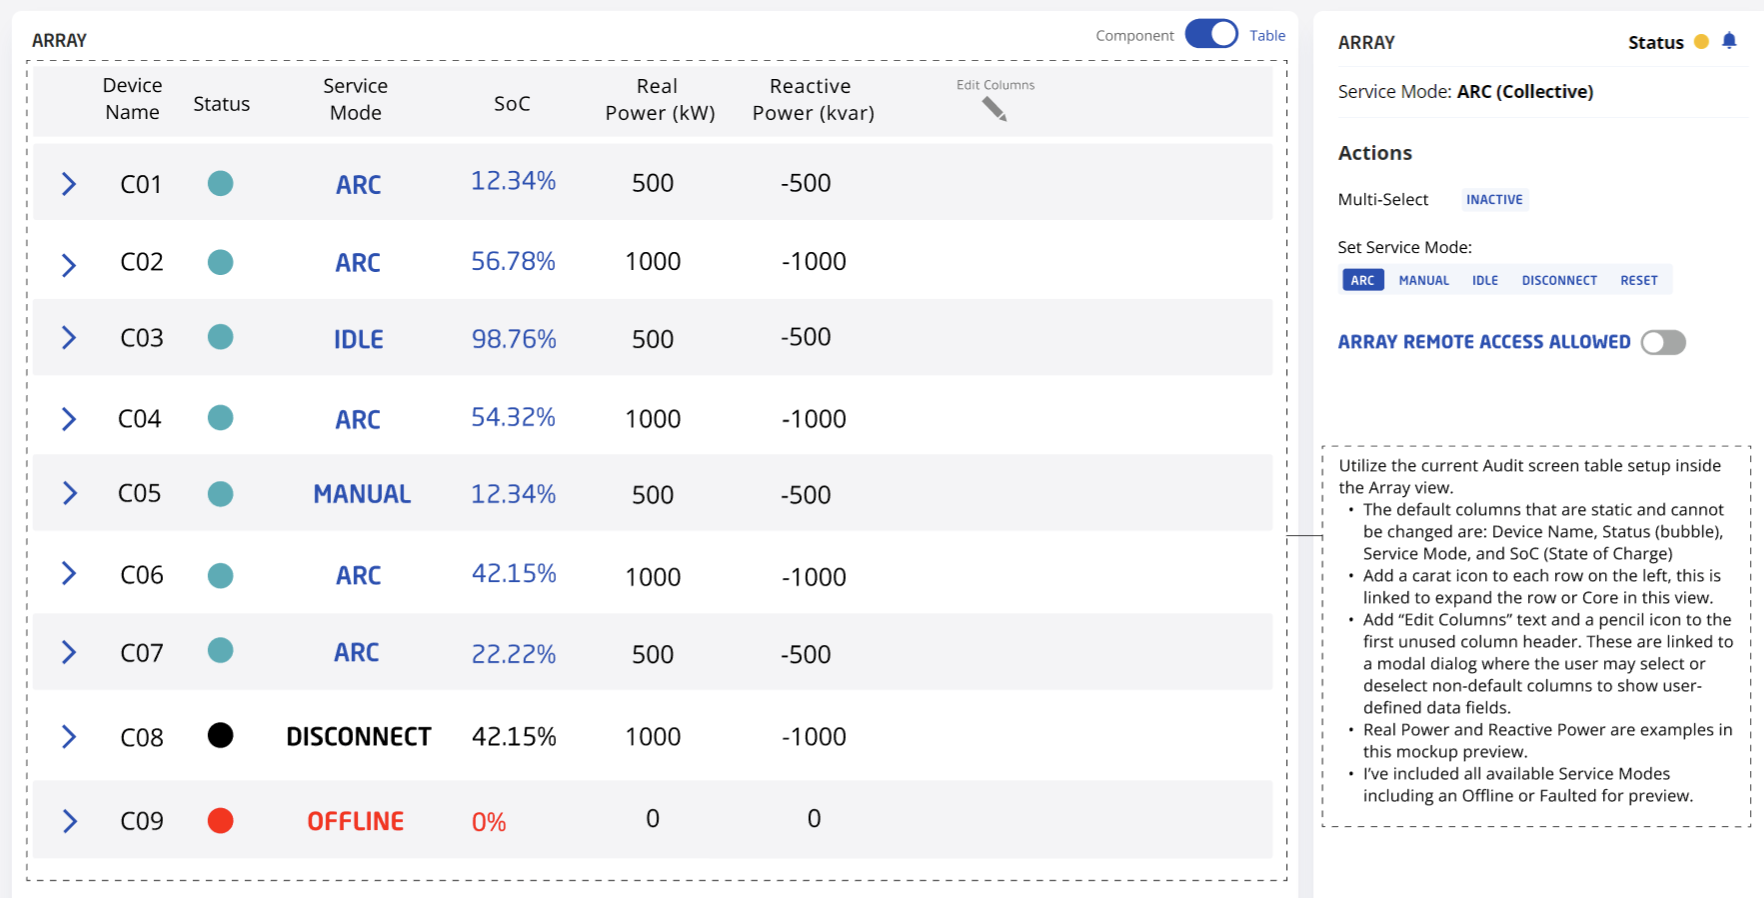 ARRAY
Component
Table
Device
Name
Status
Service
Mode
SoC
Real
Power (kW)
Reactive
Power (kvar)
Edit Columns
C01
ARC
12.34%
500
-500
C02
ARC
56.78%
1000
-1000
C03
IDLE
98.76%
500
-500
C04
ARC
54.32%
1000
-1000
C05
MANUAL
12.34%
500
-500
C06
ARC
42.15%
1000
-1000
C07
ARC
22.22%
500
-500
C08
DISCONNECT
42.15%
1000
-1000
C09
OFFLINE
0%
0
0
ARRAY
Status
Service Mode: ARC (Collective)
Actions
Multi-Select
INACTIVE
Set Service Mode:
ARC
MANUAL
IDLE
DISCONNECT
RESET
ARRAY REMOTE ACCESS ALLOWED
Utilize the current Audit screen table setup inside
the Array view.
• The default columns that are static and cannot
be changed are: Device Name, Status (bubble),
Service Mode, and SoC (State of Charge)
• Add a carat icon to each row on the left, this is
linked to expand the row or Core in this view.
• Add “Edit Columns” text and a pencil icon to the
first unused column header. These are linked to
a modal dialog where the user may select or
deselect non-default columns to show user-
defined data fields.
• Real Power and Reactive Power are examples in
this mockup preview.
• I’ve included all available Service Modes
including an Offline or Faulted for preview.